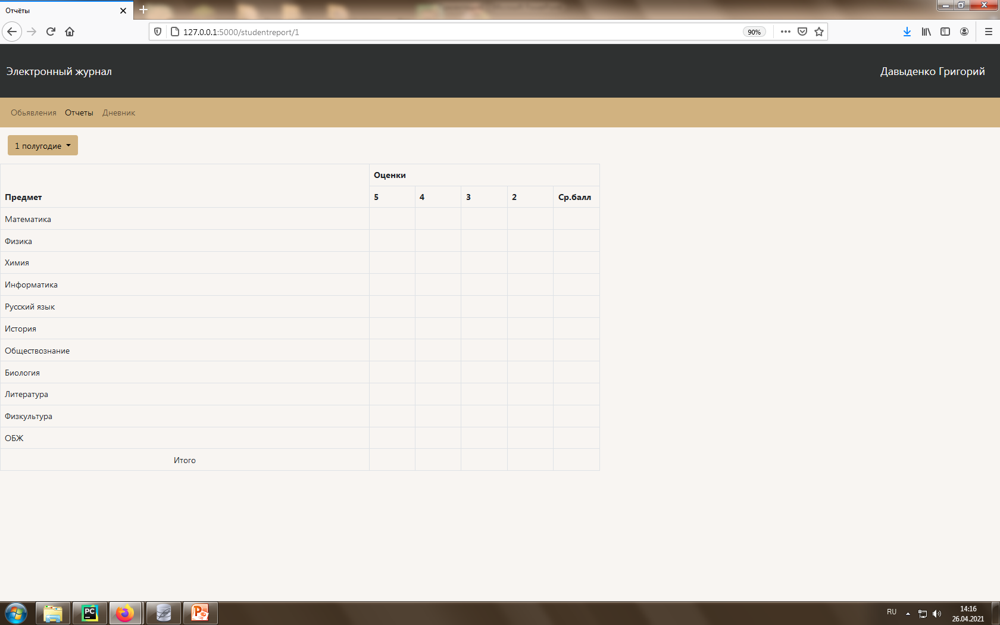 Отчёты
127.0.0.1:5000/studentreport/1
90%
Электронный журнал
Давыденко Григорий
Обьявления Отчеты Дневник
1 полугодие
Оценки
Предмет 5 4 3 2 Ср.балл
Математика
Физика
Химия
Информатика
Русский язык
История
Обществознание
Биология
Литература
Физкультура
ОБЖ
Итого
PC
P
RU
14:16
26.04.2021